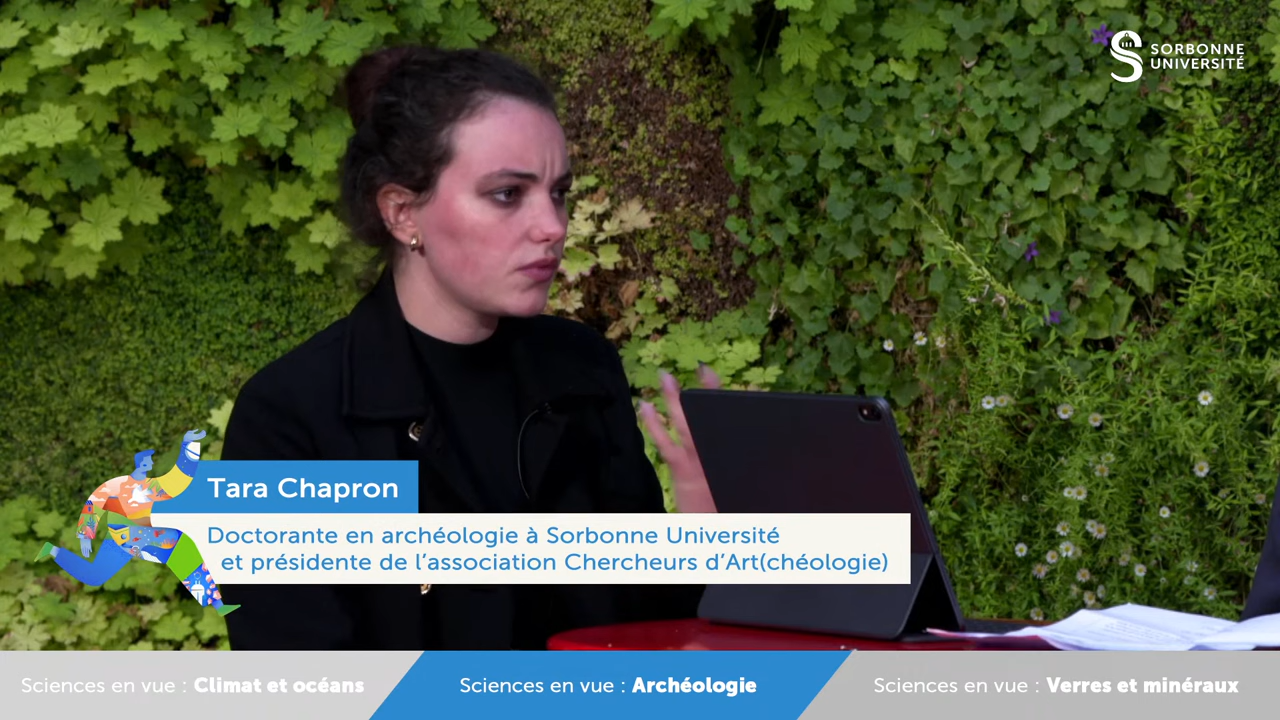 SORBONNE
UNIVERSITÉ
Tara Chapron
Doctorante en archéologie à Sorbonne Université
et présidente de l’association Chercheurs d’Art(chéologie)
Sciences en vue : Climat et océans
Sciences en vue : Archéologie
Sciences en vue : Verres et minéraux